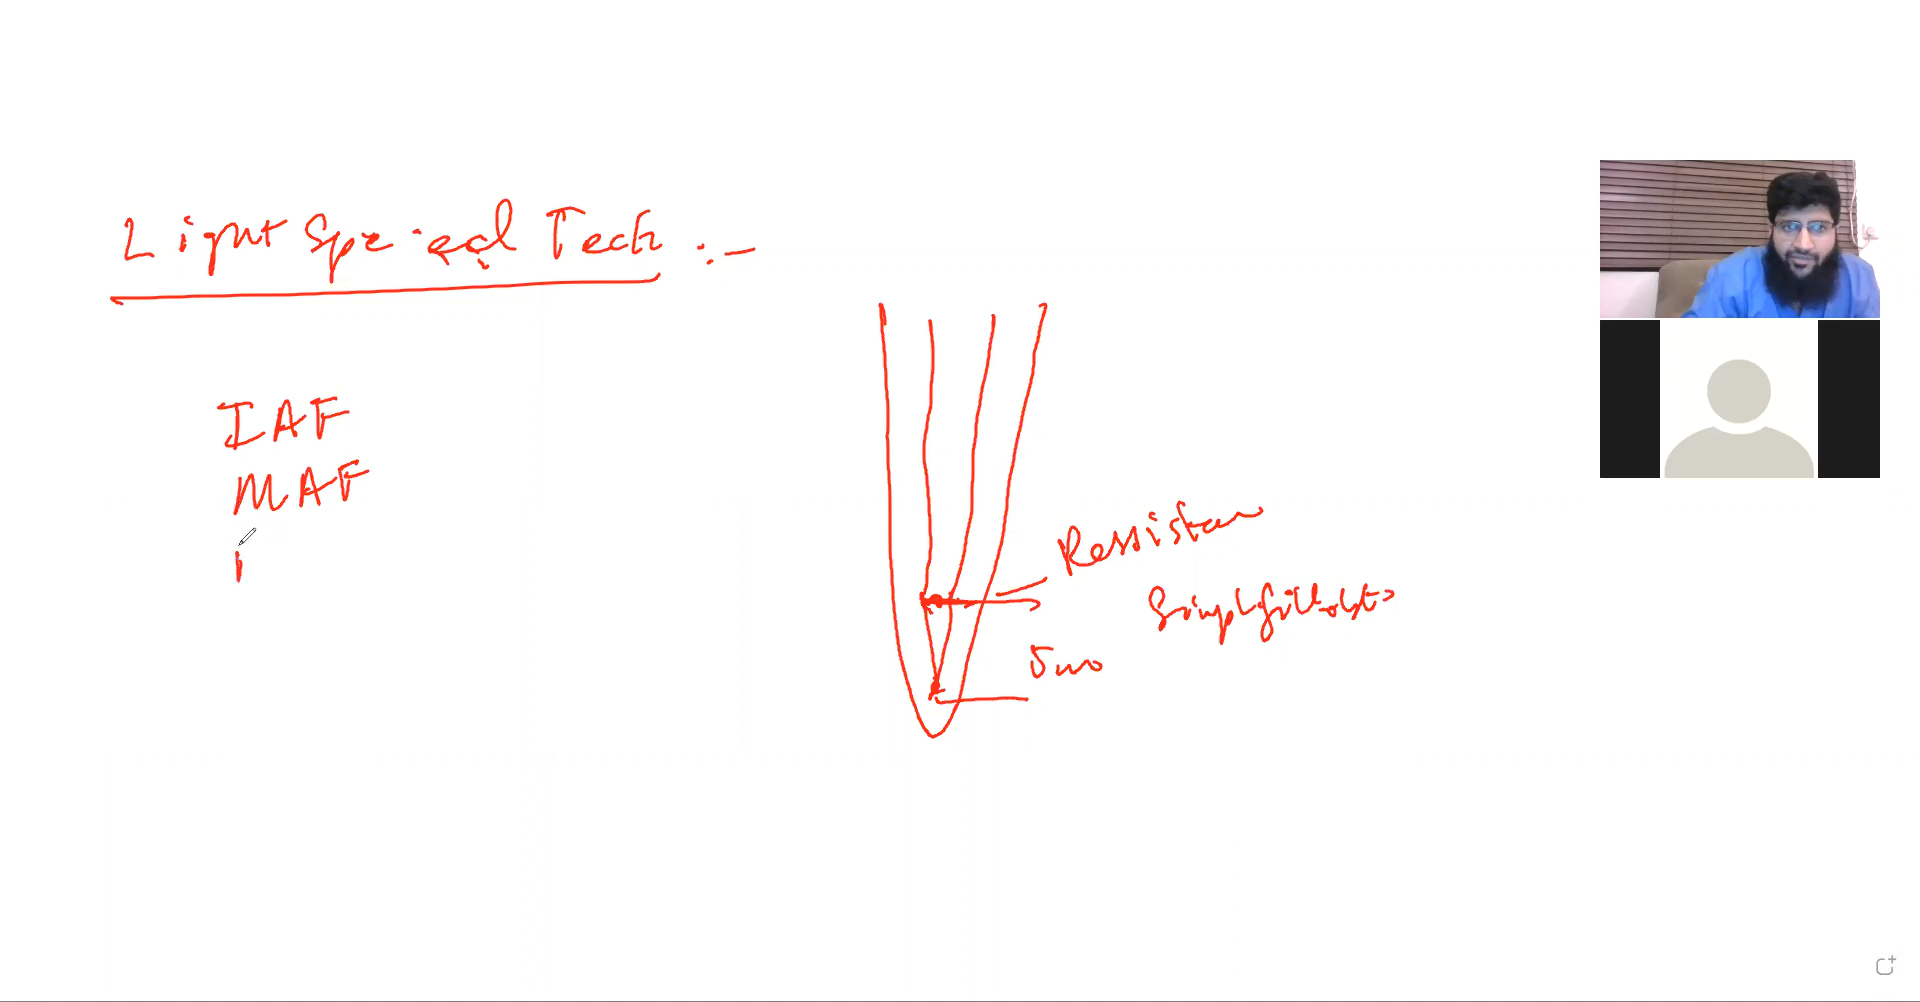 Light Speed Tech :-
IAF
MAF
Ressistan
5mo